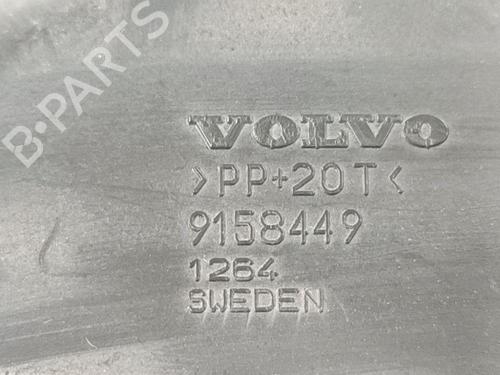 B-PARTS
VOLVO
>PP+20T<
9158449
1264
SWEDEN